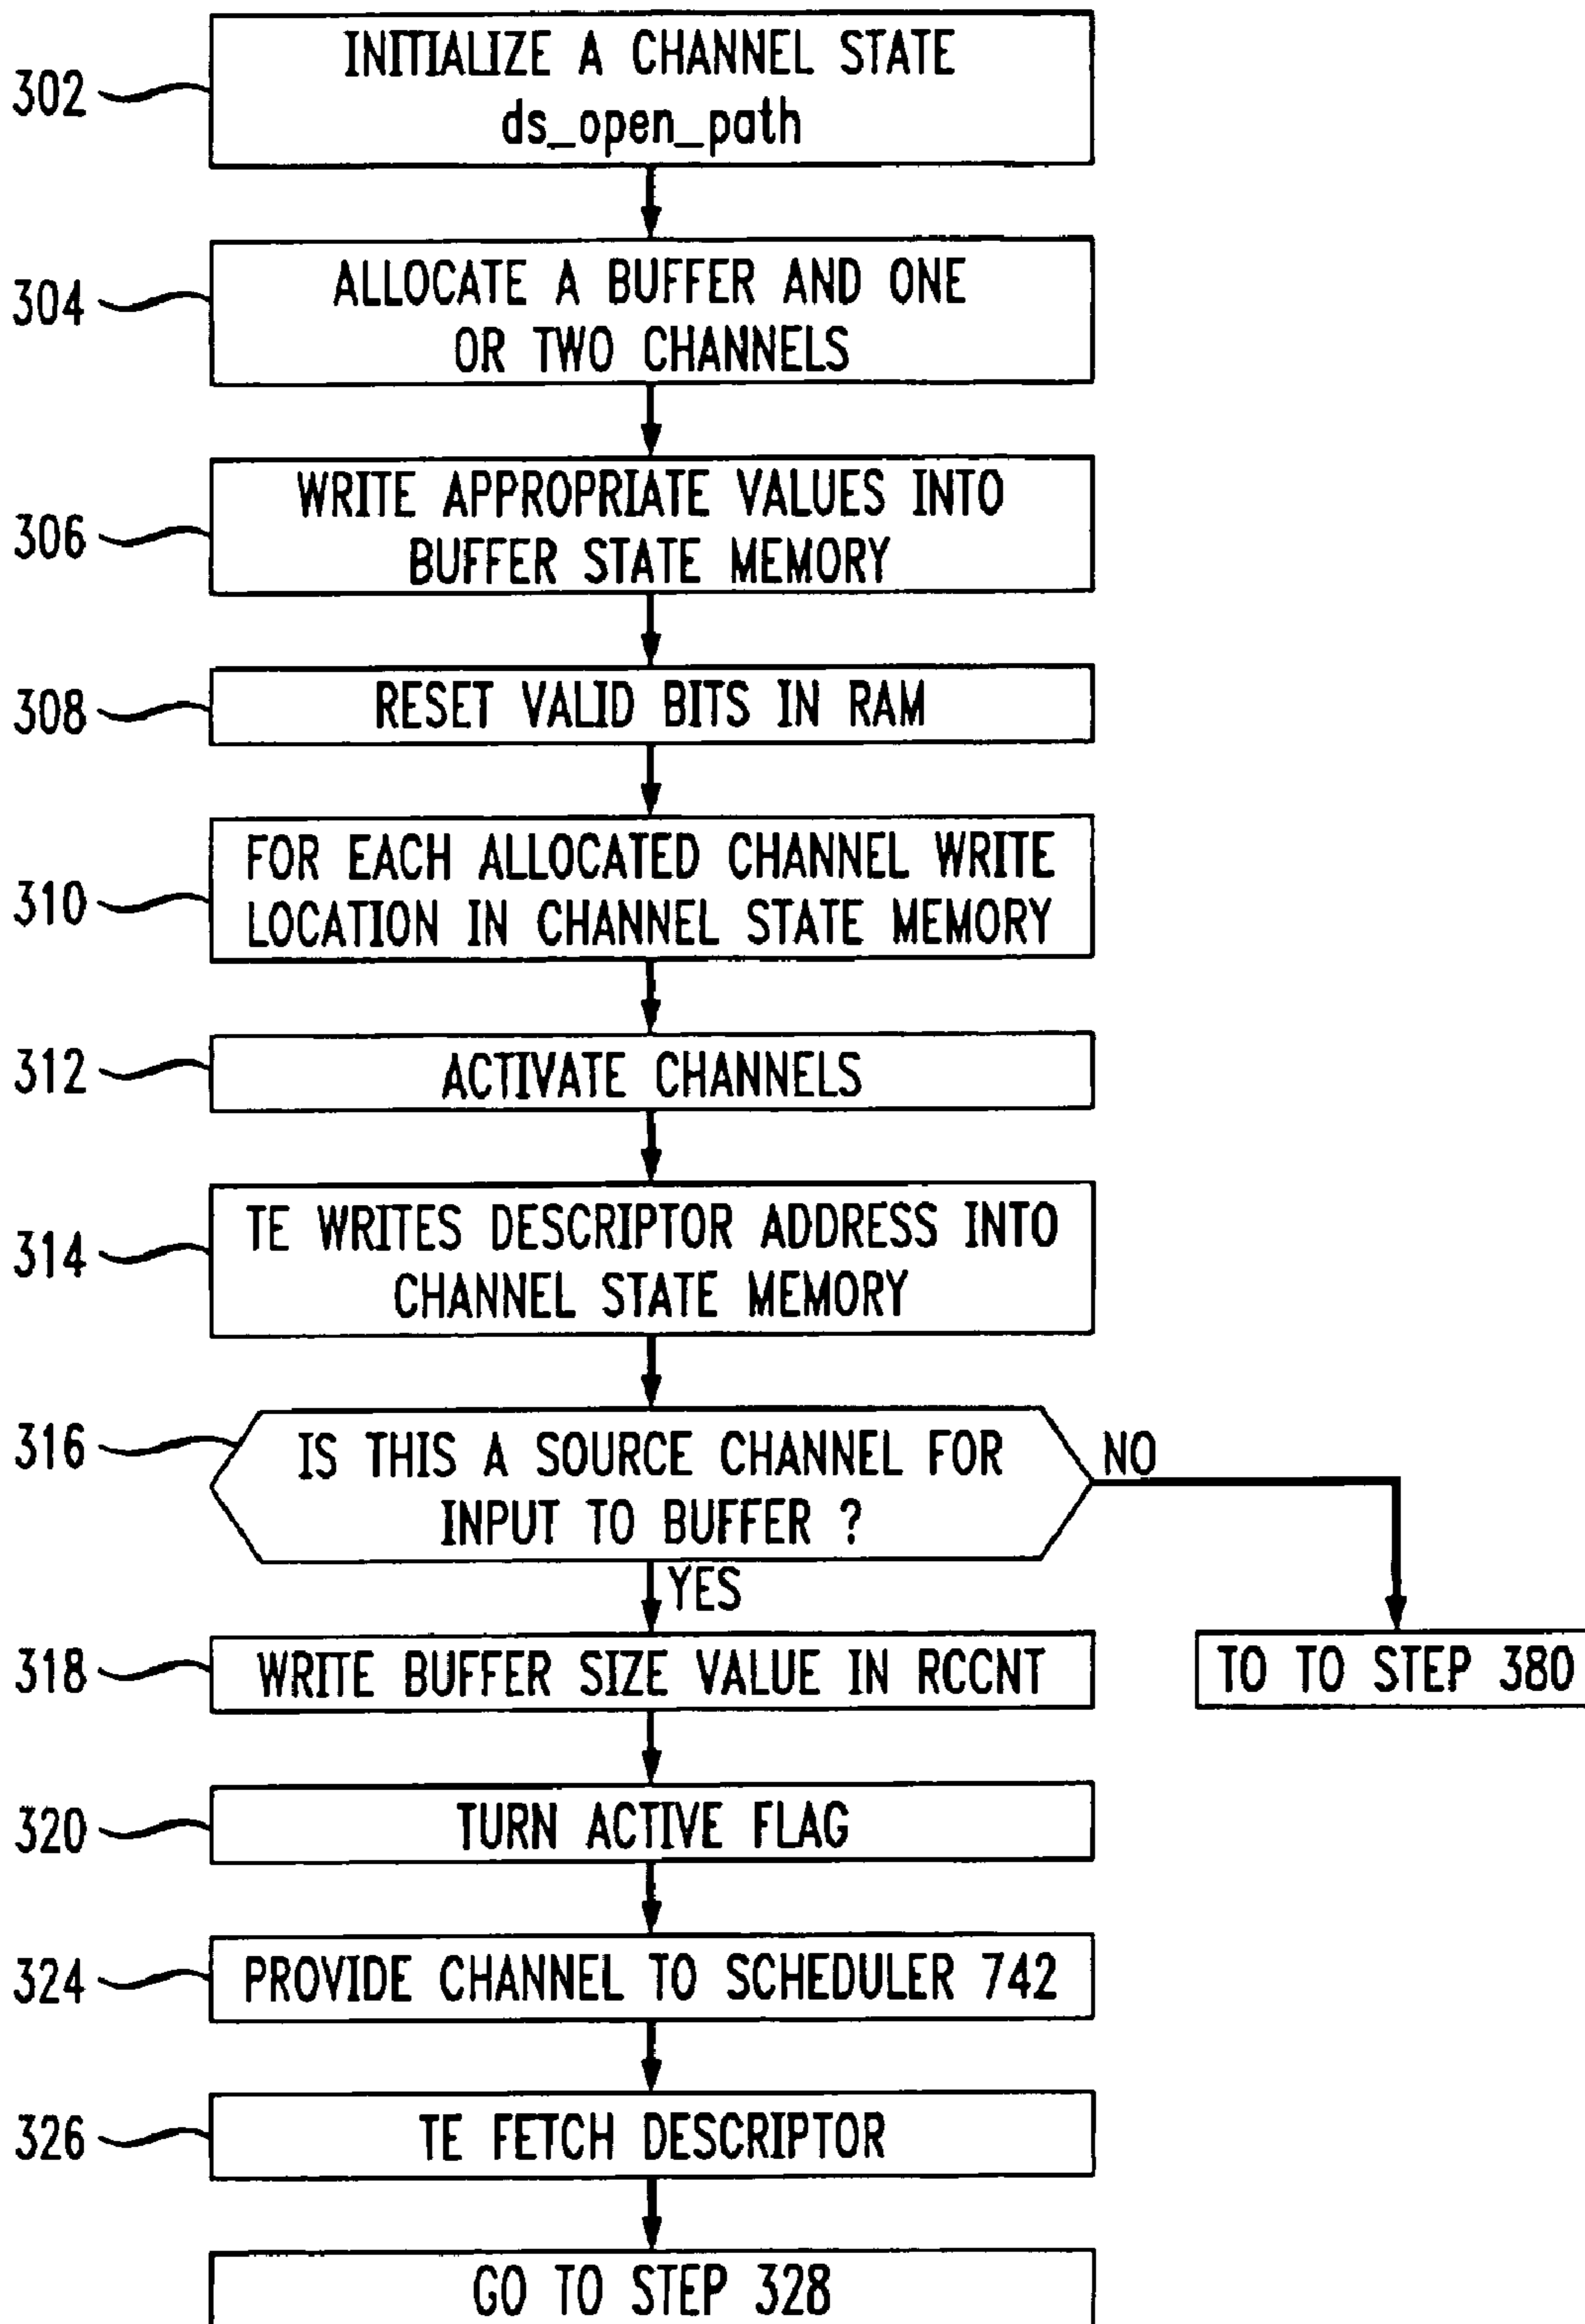 302
INITIALIZE A CHANNEL STATE
ds_open_path
304
ALLOCATE A BUFFER AND ONE
OR TWO CHANNELS
306
WRITE APPROPRIATE VALUES INTO
BUFFER STATE MEMORY
308
RESET VALID BITS IN RAM
310
FOR EACH ALLOCATED CHANNEL WRITE
LOCATION IN CHANNEL STATE MEMORY
312
ACTIVATE CHANNELS
314
TE WRITES DESCRIPTOR ADDRESS INTO
CHANNEL STATE MEMORY
316
IS THIS A SOURCE CHANNEL FOR
INPUT TO BUFFER ?
NO
YES
318
WRITE BUFFER SIZE VALUE IN RCCNT
TO TO STEP 380
320
TURN ACTIVE FLAG
324
PROVIDE CHANNEL TO SCHEDULER 742
326
TE FETCH DESCRIPTOR
GO TO STEP 328